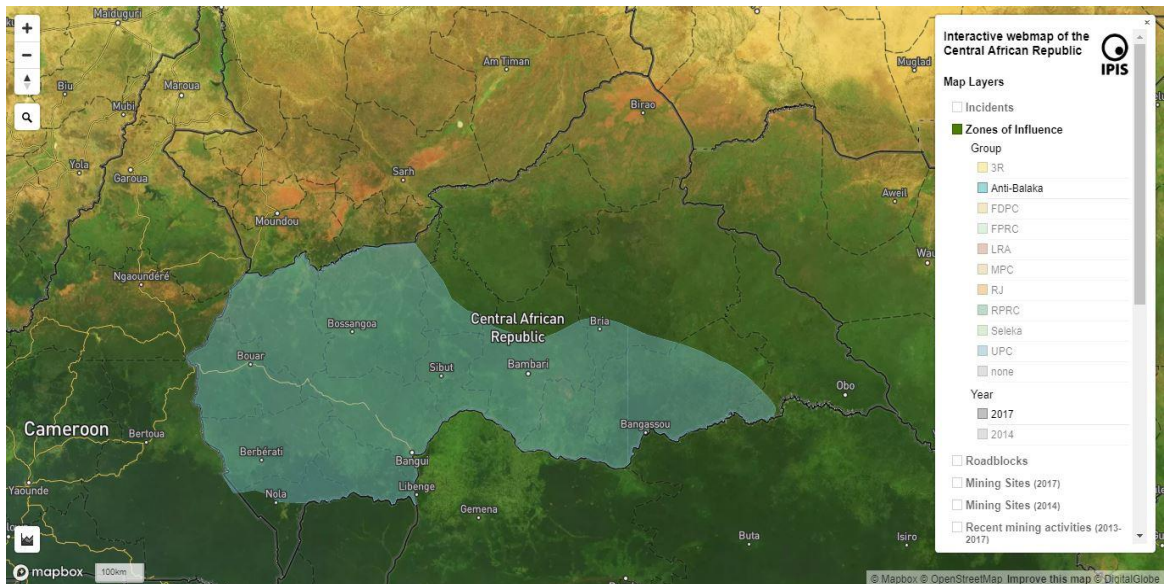 Maiduguri
Biu
Mubi
Maroua
Am Timan
Muglad
Birao
Yola
Garoua
Sarh
Aweil
Moundou
Ngaoundéré
Bossangoa
Central African
Republic
Bria
Bouar
Sibut
Bambari
Obo
Cameroon
Bertoua
Berbérati
Bangui
Bangassou
Nola
Libenge
Gemena
Yaounde
Buta
Isiro
mapbox
100km
Interactive webmap of the
Central African Republic
IPIS
Map Layers
Incidents
Zones of Influence
Group
3R
Anti-Balaka
FDPC
FPRC
LRA
MPC
RJ
RPRC
Seleka
UPC
none
Year
2017
2014
Roadblocks
Mining Sites (2017)
Mining Sites (2014)
Recent mining activities (2013-
2017)
© Mapbox © OpenStreetMap Improve this map © DigitalGlobe